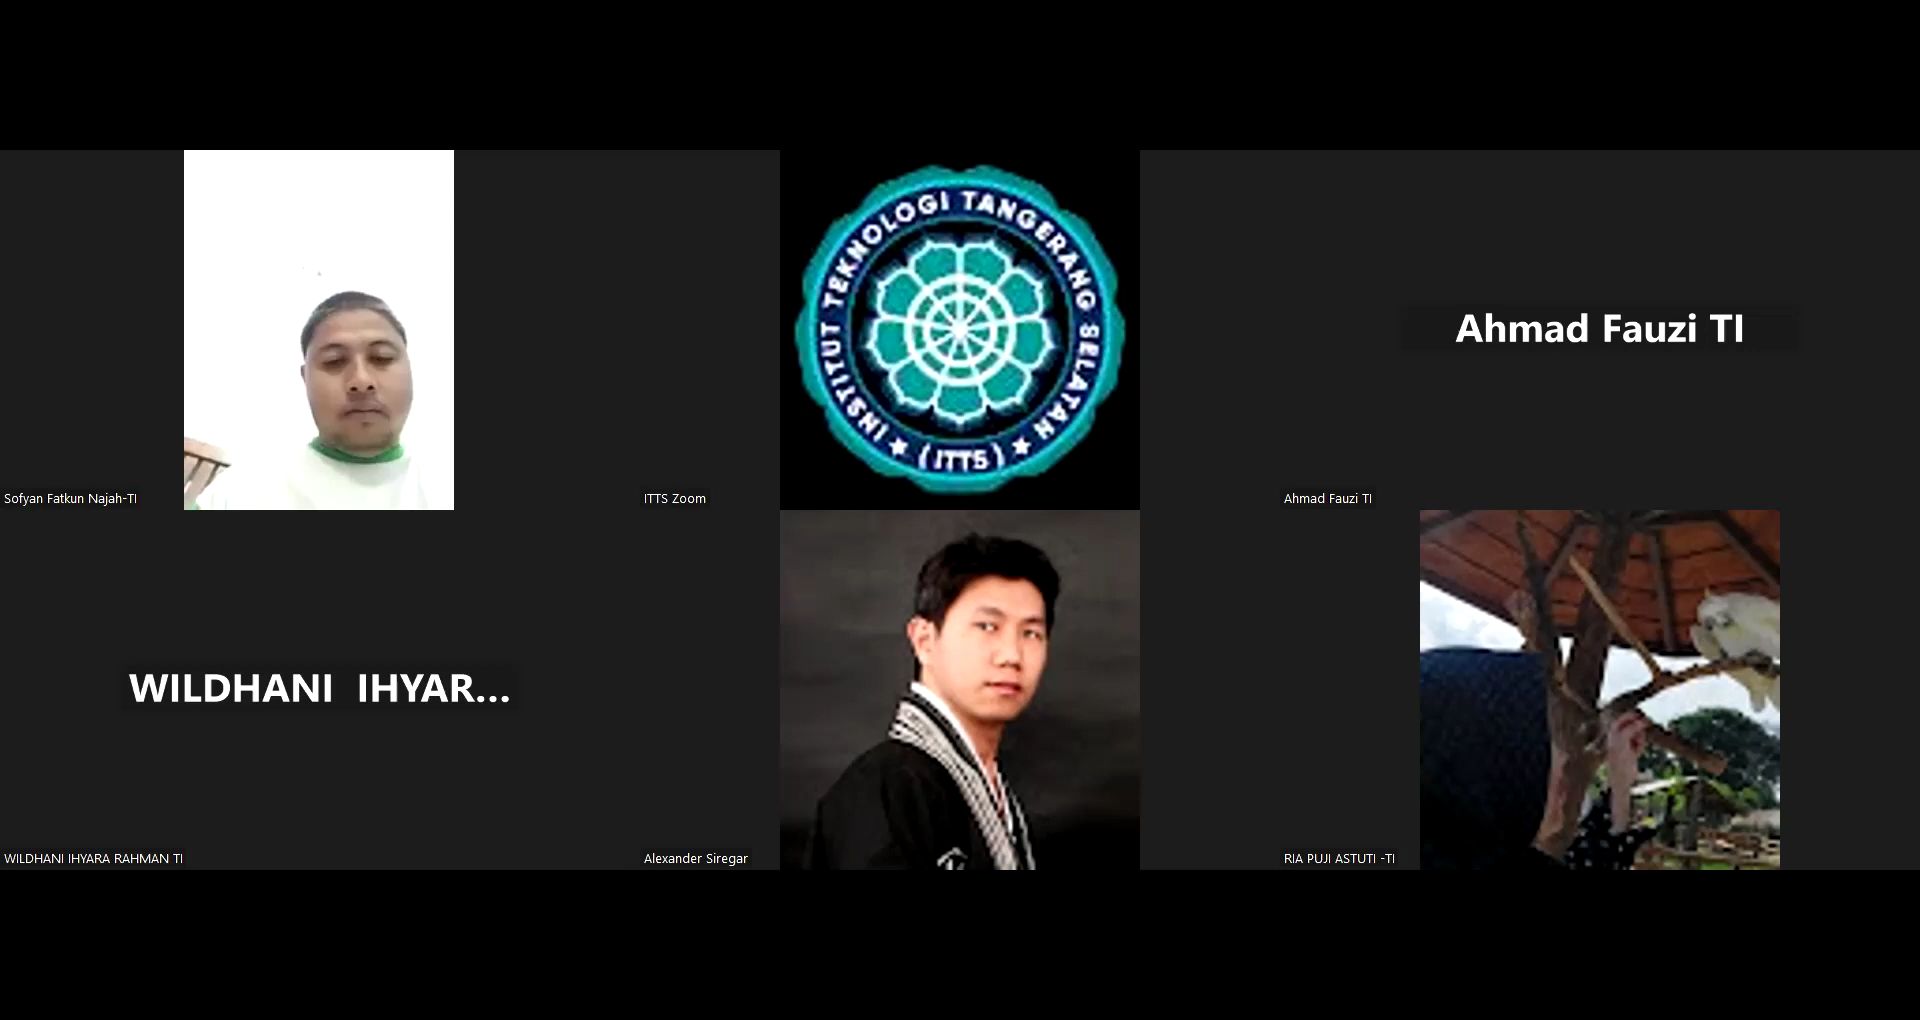 INSTITUT TEKNOLOGI TANGERANG SELATAN
(ITTS)
Ahmad Fauzi TI
Sofyan Fatkun Najah-TI
ITTS Zoom
Ahmad Fauzi TI
WILDHANI IHYAR...
WILDHANI IHYARA RAHMAN TI
Alexander Siregar
RIA PUJI ASTUTI -TI